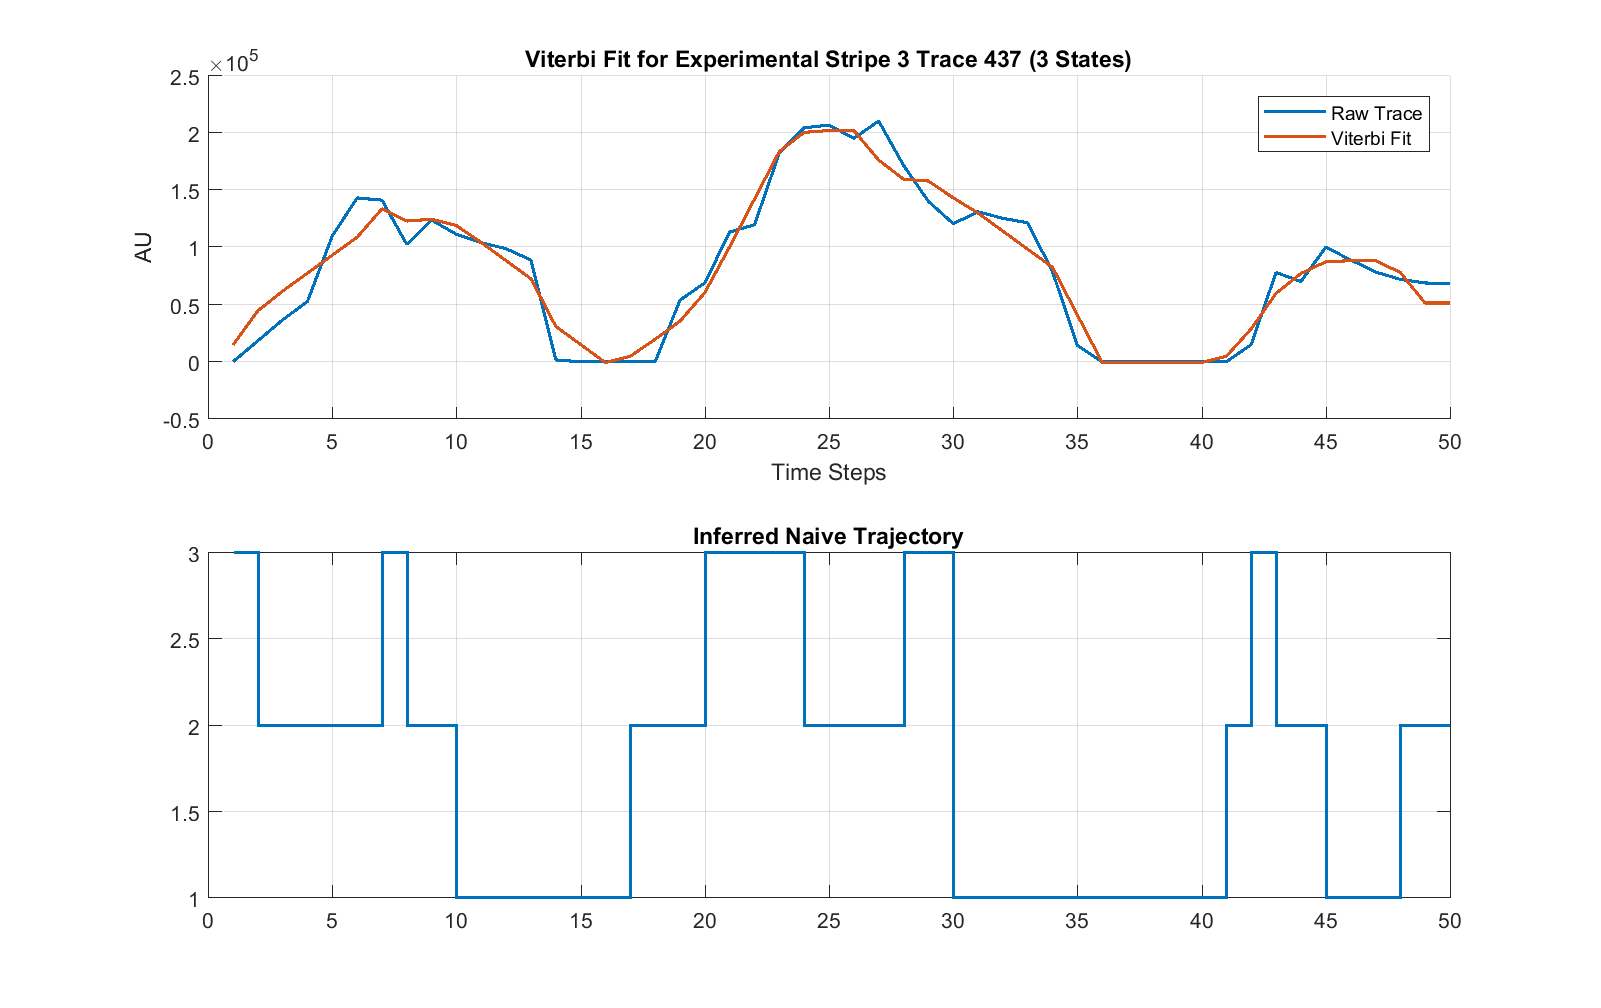 Viterbi Fit for Experimental Stripe 3 Trace 437 (3 States)
×10^5
2.5
2
1.5
1
0.5
0
-0.5
AU
Raw Trace
Viterbi Fit
0 5 10 15 20 25 30 35 40 45 50
Time Steps
Inferred Naive Trajectory
3
2.5
2
1.5
1
0 5 10 15 20 25 30 35 40 45 50